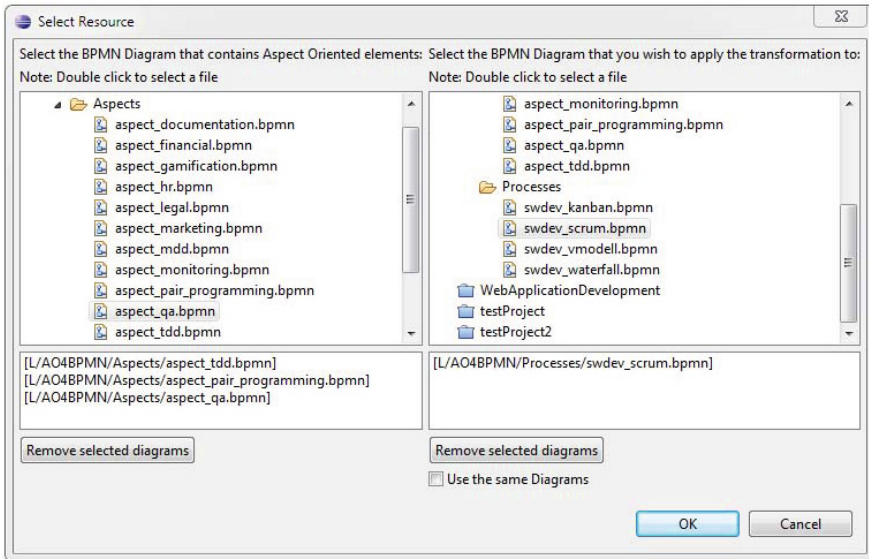 Select Resource
Select the BPMN Diagram that contains Aspect Oriented elements:
Note: Double click to select a file
Aspects
aspect_documentation.bpmn
aspect_financial.bpmn
aspect_gamification.bpmn
aspect_hr.bpmn
aspect_legal.bpmn
aspect_marketing.bpmn
aspect_mdd.bpmn
aspect_monitoring.bpmn
aspect_pair_programming.bpmn
aspect_qa.bpmn
aspect_tdd.bpmn
[L/AO4BPMN/Aspects/aspect_tdd.bpmn]
[L/AO4BPMN/Aspects/aspect_pair_programming.bpmn]
[L/AO4BPMN/Aspects/aspect_qa.bpmn]
Remove selected diagrams
Select the BPMN Diagram that you wish to apply the transformation to:
Note: Double click to select a file
aspect_monitoring.bpmn
aspect_pair_programming.bpmn
aspect_qa.bpmn
aspect_tdd.bpmn
Processes
swdev_kanban.bpmn
swdev_scrum.bpmn
swdev_vmodell.bpmn
swdev_waterfall.bpmn
WebApplicationDevelopment
testProject
testProject2
[L/AO4BPMN/Processes/swdev_scrum.bpmn]
Remove selected diagrams
Use the same Diagrams
OK
Cancel